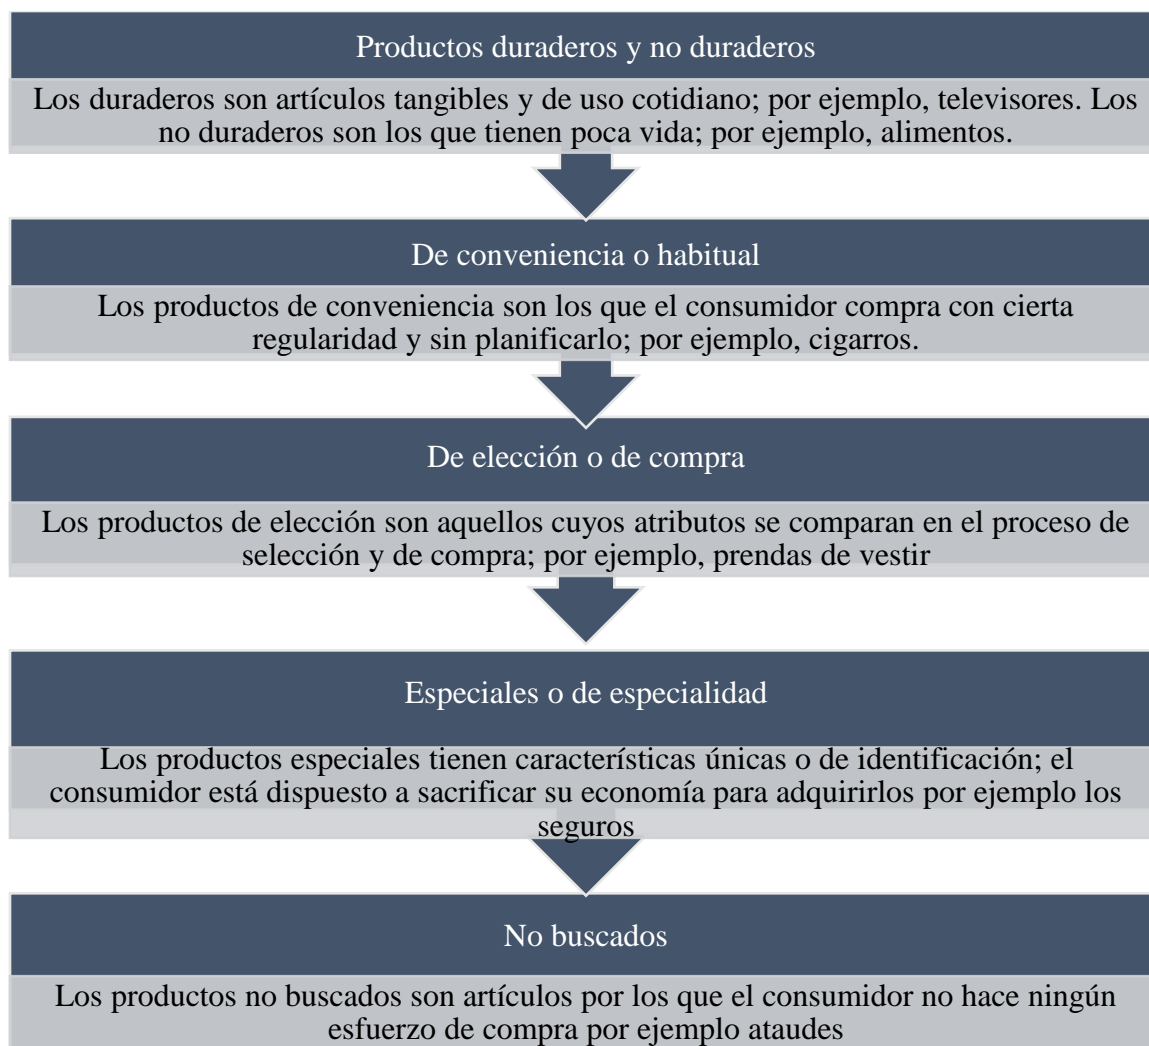 Productos duraderos y no duraderos
Los duraderos son artículos tangibles y de uso cotidiano; por ejemplo, televisores. Los
no duraderos son los que tienen poca vida; por ejemplo, alimentos.
De conveniencia o habitual
Los productos de conveniencia son los que el consumidor compra con cierta
regularidad y sin planificarlo; por ejemplo, cigarros.
De elección o de compra
Los productos de elección son aquellos cuyos atributos se comparan en el proceso de
selección y de compra; por ejemplo, prendas de vestir
Especiales o de especialidad
Los productos especiales tienen características únicas o de identificación; el
consumidor está dispuesto a sacrificar su economía para adquirirlos por ejemplo los
seguros
No buscados
Los productos no buscados son artículos por los que el consumidor no hace ningún
esfuerzo de compra por ejemplo ataudes